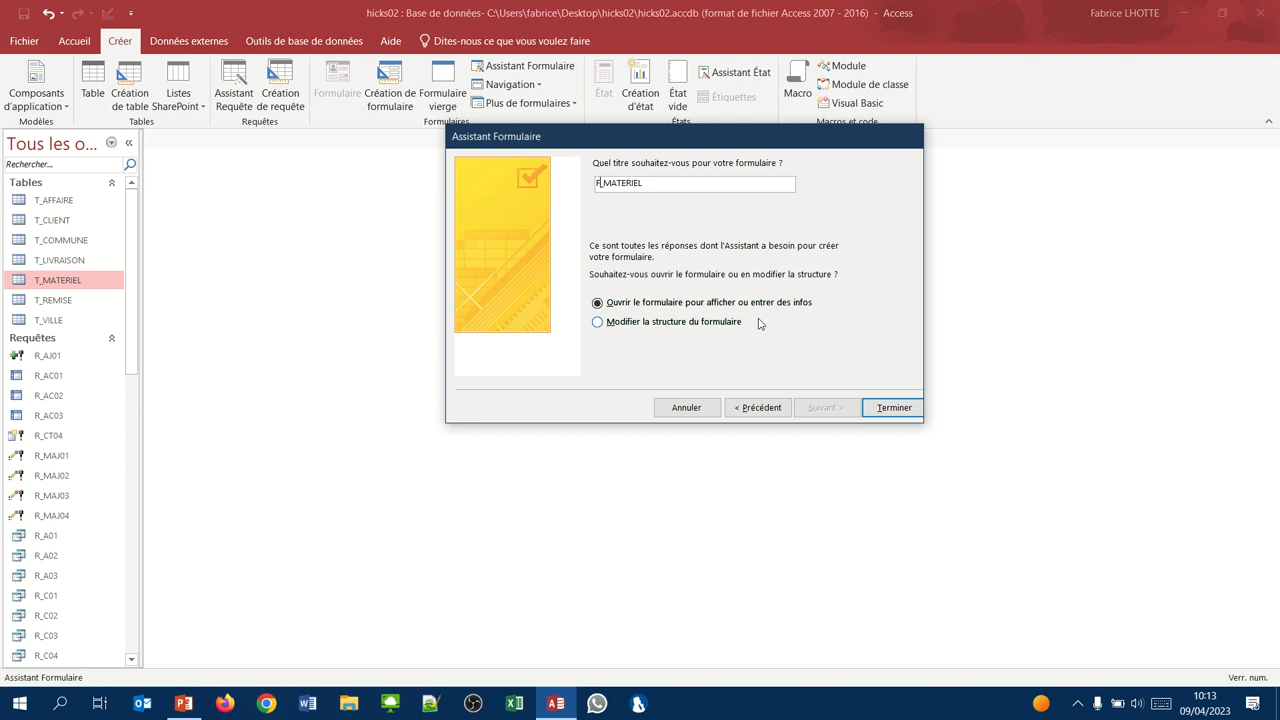 hicks02 : Base de données- C:\Users\fabrice\Desktop\hicks02\hicks02.accdb (format de fichier Access 2007 - 2016) - Access
Fabrice LHOTTE
Fichier Accueil Créer Données externes Outils de base de données Aide Dites-nous ce que vous voulez faire
Composants d'application
Modèles
Table
Création de table
Listes SharePoint
Tables
Assistant Requête
Création de requête
Requêtes
Formulaire
Création de formulaire
Formulaire vierge
Assistant Formulaire
Navigation
Plus de formulaires
Formulaires
État
Création d'état
État vide
Assistant État
Étiquettes
États
Macro
Module
Module de classe
Visual Basic
Macros et code
Tous les o...
Rechercher...
Tables
T_AFFAIRE
T_CLIENT
T_COMMUNE
T_LIVRAISON
T_MATERIEL
T_REMISE
T_VILLE
Requêtes
R_AJ01
R_AC01
R_AC02
R_AC03
R_CT04
R_MAJ01
R_MAJ02
R_MAJ03
R_MAJ04
R_A01
R_A02
R_A03
R_C01
R_C02
R_C03
R_C04
Assistant Formulaire
Quel titre souhaitez-vous pour votre formulaire ?
F_MATERIEL
Ce sont toutes les réponses dont l'Assistant a besoin pour créer
votre formulaire.
Souhaitez-vous ouvrir le formulaire ou en modifier la structure ?
Ouvrir le formulaire pour afficher ou entrer des infos
Modifier la structure du formulaire
Annuler < Précédent Suivant > Terminer
Assistant Formulaire
Verr. num.
10:13
09/04/2023